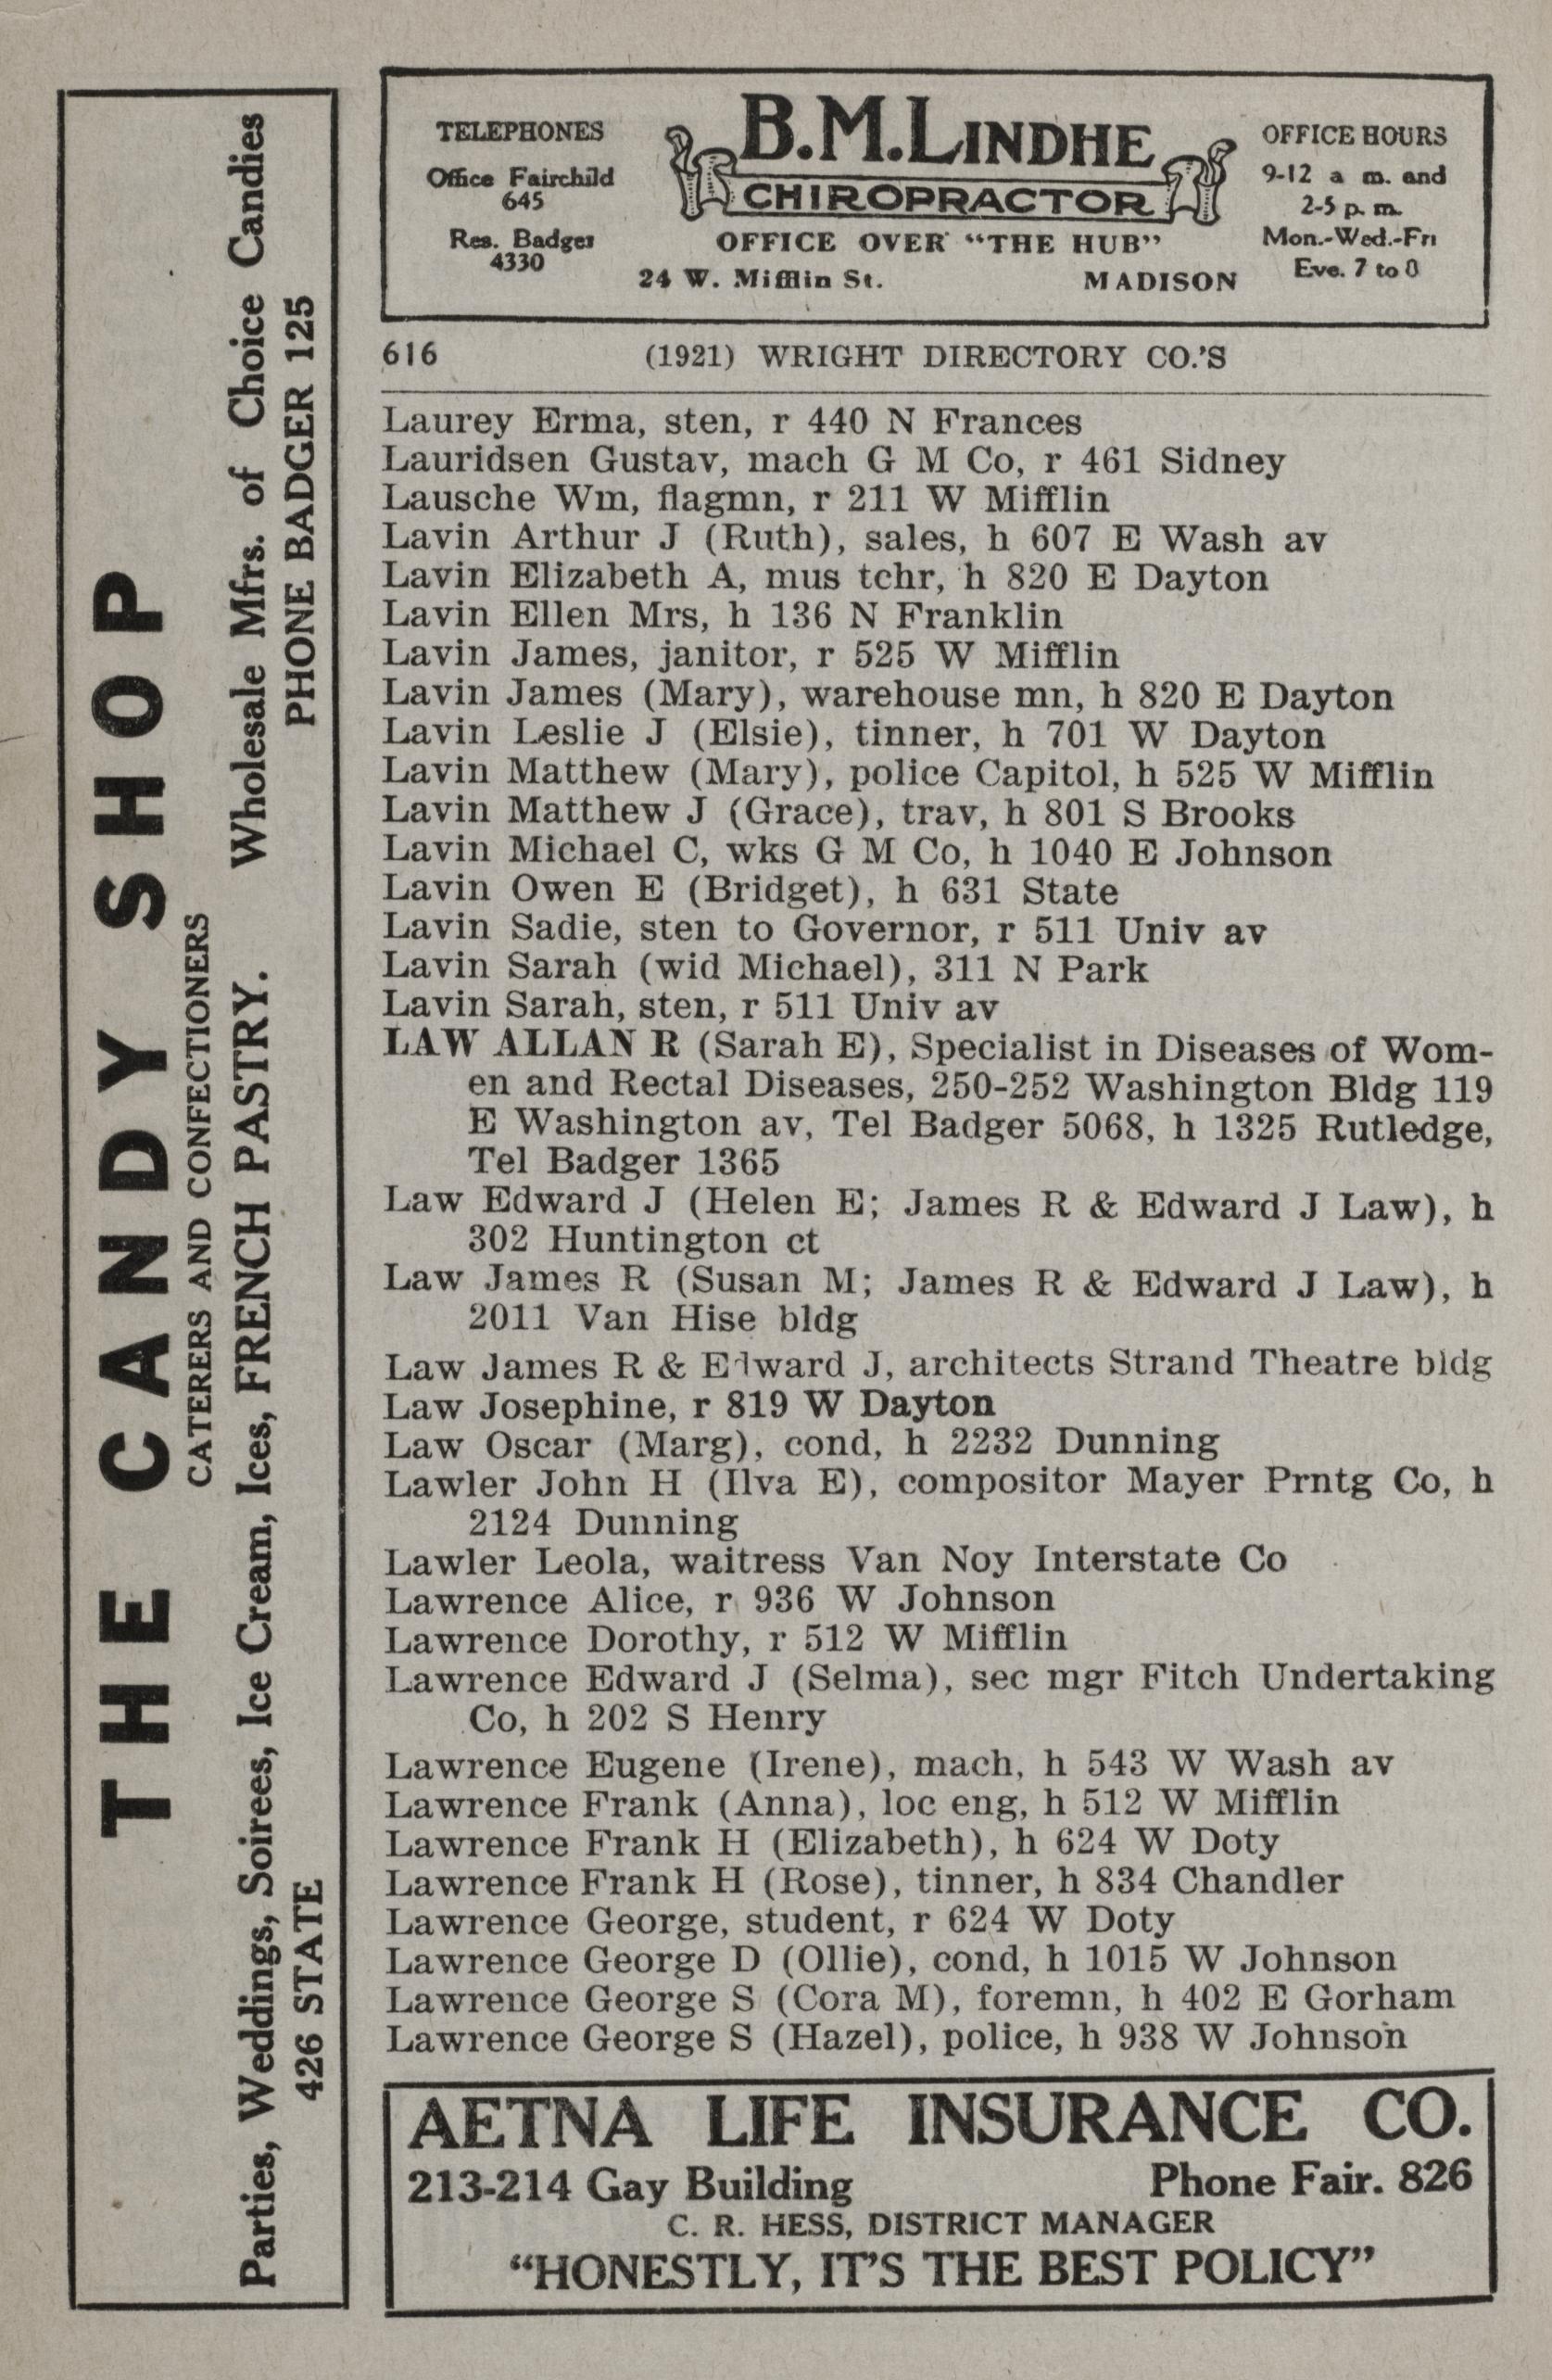 THE CANDY SHOP
CATERERS AND CONFECTIONERS
Parties, Weddings, Soirees, Ice Cream, Ices, FRENCH PASTRY. Wholesale Mfrs. of Choice Candies
426 STATE PHONE BADGER 125
TELEPHONES
Office Fairchild
645
Res. Badger
4330
B.M.LINDHE
CHIROPRACTOR
OFFICE OVER "THE HUB"
24 W. Mifflin St. MADISON
OFFICE HOURS
9-12 a m. and
2-5 p. m.
Mon.-Wed.-Fri
Eve. 7 to 8
616 (1921) WRIGHT DIRECTORY CO.'S
Laurey Erma, sten, r 440 N Frances
Lauridsen Gustav, mach G M Co, r 461 Sidney
Lausche Wm, flagmn, r 211 W Mifflin
Lavin Arthur J (Ruth), sales, h 607 E Wash av
Lavin Elizabeth A, mus tchr, h 820 E Dayton
Lavin Ellen Mrs, h 136 N Franklin
Lavin James, janitor, r 525 W Mifflin
Lavin James (Mary), warehouse mn, h 820 E Dayton
Lavin Leslie J (Elsie), tinner, h 701 W Dayton
Lavin Matthew (Mary), police Capitol, h 525 W Mifflin
Lavin Matthew J (Grace), trav, h 801 S Brooks
Lavin Michael C, wks G M Co, h 1040 E Johnson
Lavin Owen E (Bridget), h 631 State
Lavin Sadie, sten to Governor, r 511 Univ av
Lavin Sarah (wid Michael), 311 N Park
Lavin Sarah, sten, r 511 Univ av
LAW ALLAN R (Sarah E), Specialist in Diseases of Wom-
en and Rectal Diseases, 250-252 Washington Bldg 119
E Washington av, Tel Badger 5068, h 1325 Rutledge,
Tel Badger 1365
Law Edward J (Helen E; James R & Edward J Law), h
302 Huntington ct
Law James R (Susan M; James R & Edward J Law), h
2011 Van Hise bldg
Law James R & Edward J, architects Strand Theatre bldg
Law Josephine, r 819 W Dayton
Law Oscar (Marg), cond, h 2232 Dunning
Lawler John H (Ilva E), compositor Mayer Prntg Co, h
2124 Dunning
Lawler Leola, waitress Van Noy Interstate Co
Lawrence Alice, r 936 W Johnson
Lawrence Dorothy, r 512 W Mifflin
Lawrence Edward J (Selma), sec mgr Fitch Undertaking
Co, h 202 S Henry
Lawrence Eugene (Irene), mach, h 543 W Wash av
Lawrence Frank (Anna), loc eng, h 512 W Mifflin
Lawrence Frank H (Elizabeth), h 624 W Doty
Lawrence Frank H (Rose), tinner, h 834 Chandler
Lawrence George, student, r 624 W Doty
Lawrence George D (Ollie), cond, h 1015 W Johnson
Lawrence George S (Cora M), foremn, h 402 E Gorham
Lawrence George S (Hazel), police, h 938 W Johnson
AETNA LIFE INSURANCE CO.
213-214 Gay Building Phone Fair. 826
C. R. HESS, DISTRICT MANAGER
"HONESTLY, IT'S THE BEST POLICY"